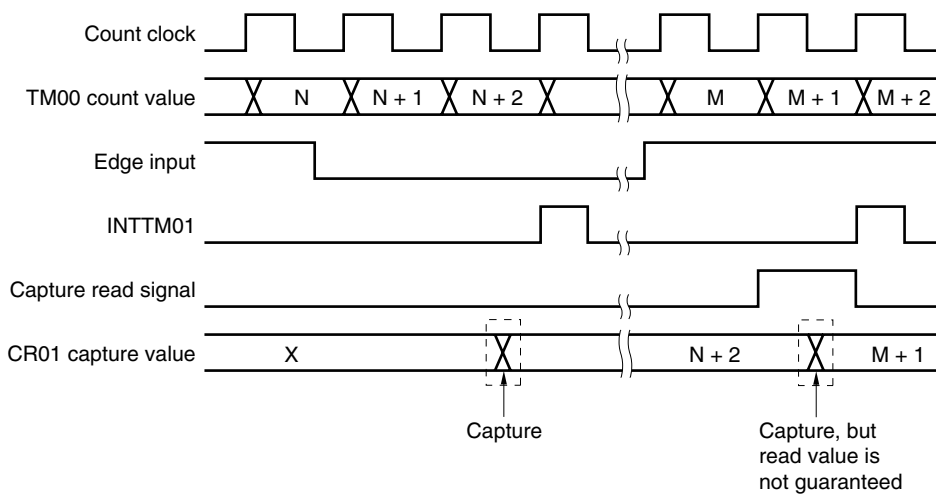 Count clock
TM00 count value
N
N + 1
N + 2
M
M + 1
M + 2
Edge input
INTTM01
Capture read signal
CR01 capture value
X
N + 2
M + 1
Capture
Capture, but
read value is
not guaranteed